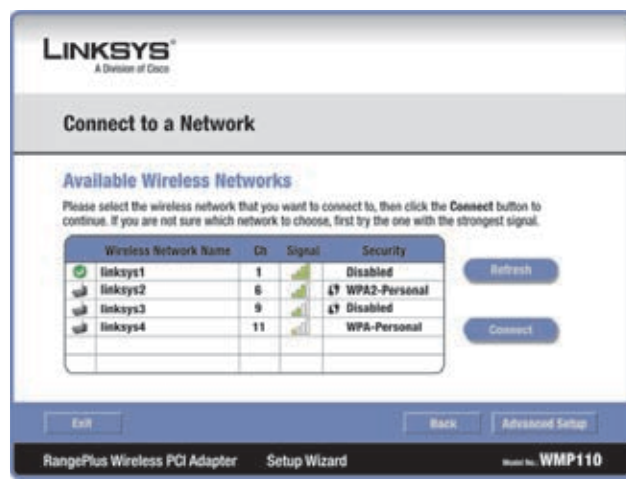 LINKSYS®
A Division of Cisco
Connect to a Network
Available Wireless Networks
Please select the wireless network that you want to connect to, then click the Connect button to
continue. If you are not sure which network to choose, first try the one with the strongest signal.
Wireless Network Name Ch Signal Security
linksys1 1 Disabled
linksys2 6 WPA2-Personal
linksys3 9 Disabled
linksys4 11 WPA-Personal
Refresh
Connect
Exit Back Advanced Setup
RangePlus Wireless PCI Adapter Setup Wizard Model No. WMP110